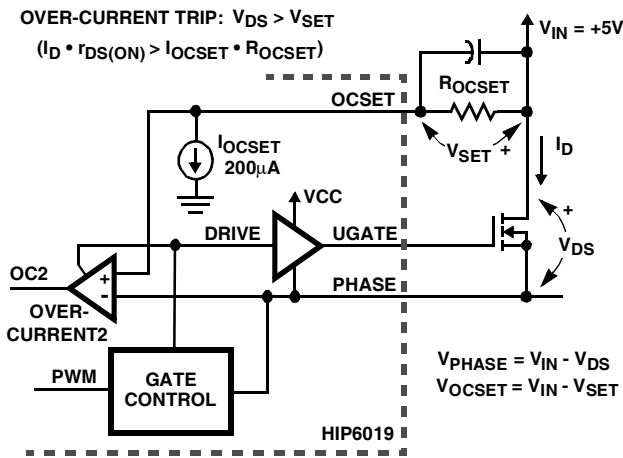 OVER-CURRENT TRIP: VDS > VSET
(ID • rDS(ON) > IOCSET • ROCSET)
VIN = +5V
ROCSET
OCSET
IOCSET
200μA
VSET +
ID
VCC
DRIVE
UGATE
+
VDS
OC2
+
-
PHASE
OVER-
CURRENT2
PWM
GATE
CONTROL
VPHASE = VIN - VDS
VOCSET = VIN - VSET
HIP6019